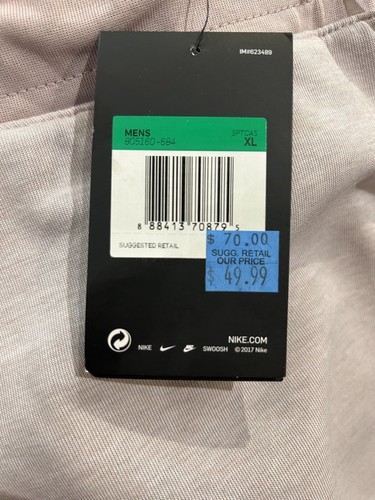 IM#623489
MENS
SPTCAS
805160-684
XL
8 88413 70879 5
SUGGESTED RETAIL
$ 70.00
SUGG. RETAIL
OUR PRICE
$ 49.99
NIKE.COM
NIKE SWOOSH © 2017 Nike